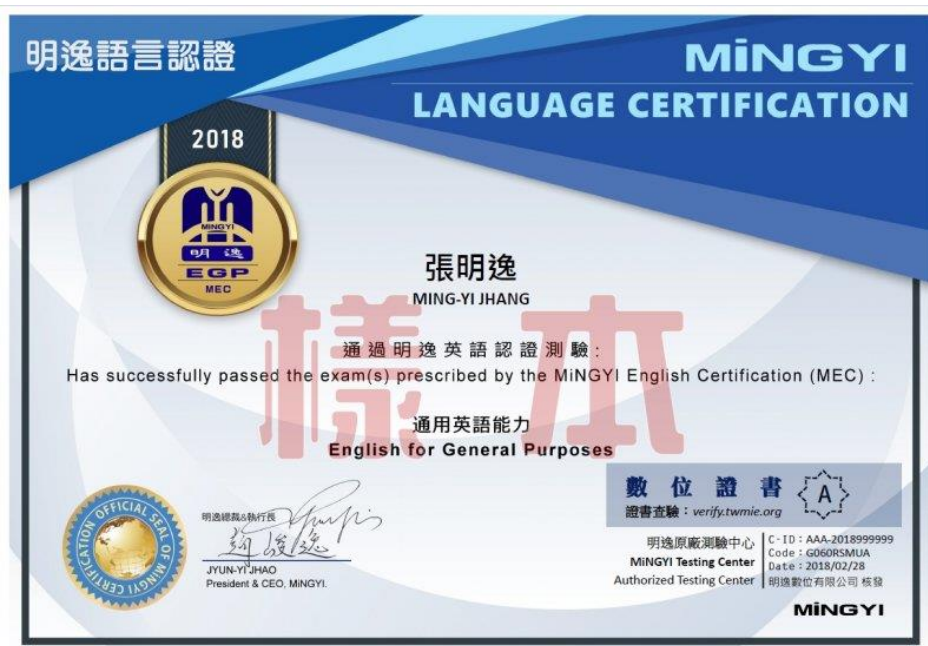 明逸語言認證
MiNGYI
LANGUAGE CERTIFICATION
2018
MINGYI
明逸
EGP
MEC
張明逸
MING-YI JHANG
樣本
通過明逸英語認證測驗:
Has successfully passed the exam(s) prescribed by the MiNGYI English Certification (MEC) :
通用英語能力
English for General Purposes
數位證書
A
證書查驗：verify.twmie.org
OFFICIAL SEAL OF MiNGYI CERTIFICATION
明逸總裁&執行長
趙浚逸
JYUN-YI JHAO
President & CEO, MiNGYI.
明逸原廠測驗中心
MiNGYI Testing Center
Authorized Testing Center
C-ID：AAA-2018999999
Code：G060RSMUA
Date：2018/02/28
明逸數位有限公司 核發
MiNGYI